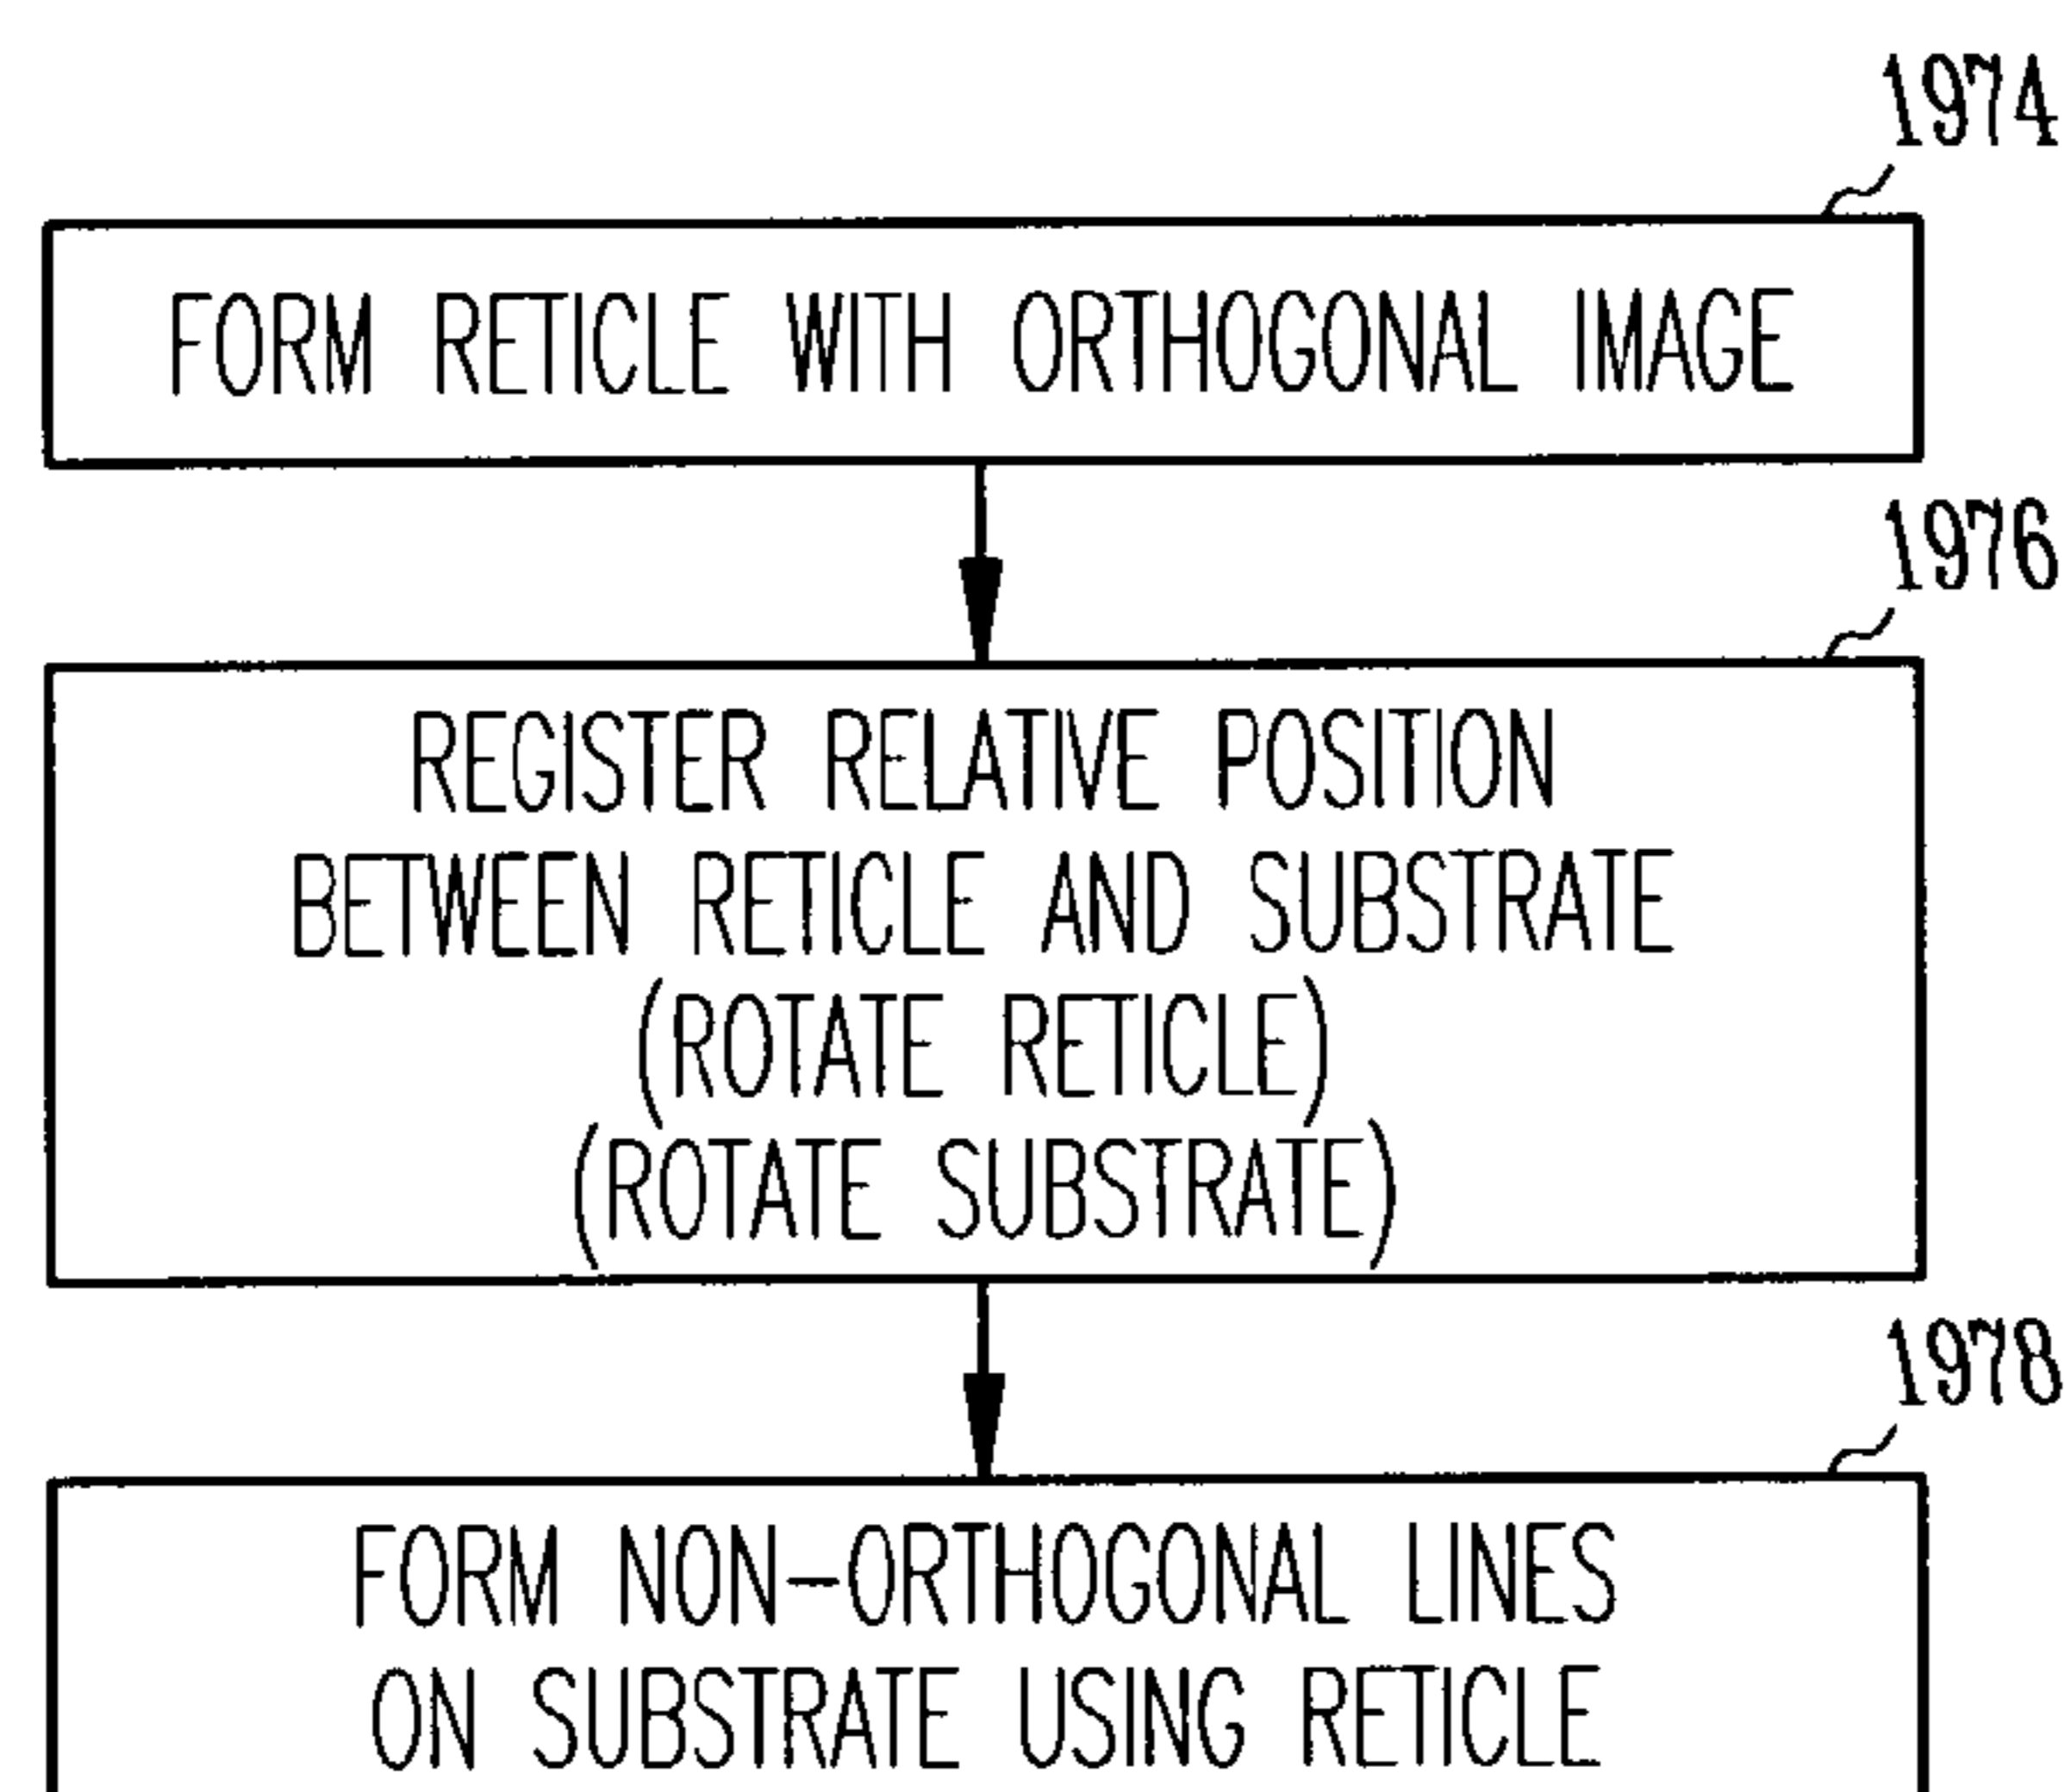 1974
FORM RETICLE WITH ORTHOGONAL IMAGE
1976
REGISTER RELATIVE POSITION
BETWEEN RETICLE AND SUBSTRATE
(ROTATE RETICLE)
(ROTATE SUBSTRATE)
1978
FORM NON-ORTHOGONAL LINES
ON SUBSTRATE USING RETICLE